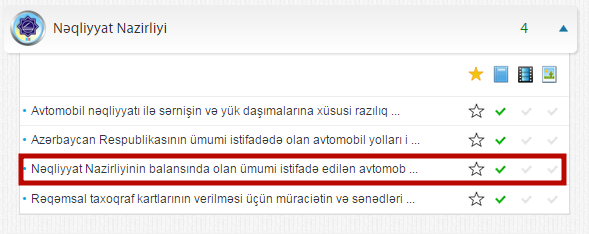 Nəqliyyat Nazirliyi 4
Avtomobil nəqliyyatı ilə sərnişin və yük daşımalarına xüsusi razılıq ...
Azərbaycan Respublikasının ümumi istifadədə olan avtomobil yolları i ...
Nəqliyyat Nazirliyinin balansında olan ümumi istifadə edilən avtomob ...
Rəqəmsal taxoqraf kartlarının verilməsi üçün müraciətin və sənədləri ...